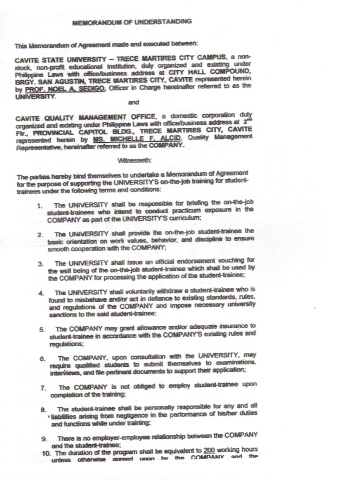 MEMORANDUM OF UNDERSTANDING
This Memorandum of Agreement made and executed between:
CAVITE STATE UNIVERSITY – TRECE MARTIRES CITY CAMPUS, a non-
stock, non-profit educational institution, duly organized and existing under
Philippine Laws with office/business address at CITY HALL COMPOUND,
BRGY. SAN AGUSTIN, TRECE MARTIRES CITY, CAVITE represented herein
by PROF. NOEL A. SEDIGO, Officer in Charge hereinafter referred to as the
UNIVERSITY.
and
CAVITE QUALITY MANAGEMENT OFFICE, a domestic corporation duly
organized and existing under Philippine Laws with office/business address at 2nd
Flr., PROVINCIAL CAPITOL BLDG., TRECE MARTIRES CITY, CAVITE
represented herein by MS. MICHELLE F. ALCID, Quality Management
Representative, hereinafter referred to as the COMPANY.
Witnesseth:
The parties hereby bind themselves to undertake a Memorandum of Agreement
for the purpose of supporting the UNIVERSITY'S on-the-job training for student-
trainees under the following terms and conditions:
1. The UNIVERSITY shall be responsible for briefing the on-the-job
student-trainees who intend to conduct practicum exposure in the
COMPANY as part of the UNIVERSITY'S curriculum;
2. The UNIVERSITY shall provide the on-the-job student-trainees the
basic orientation on work values, behavior, and discipline to ensure
smooth cooperation with the COMPANY;
3. The UNIVERSITY shall issue an official endorsement vouching for
the well being of the on-the-job student-trainee which shall be used by
the COMPANY for processing the application of the student-trainee;
4. The UNIVERSITY shall voluntarily withdraw a student-trainee who is
found to misbehave and/or act in defiance to existing standards, rules,
and regulations of the COMPANY and impose necessary university
sanctions to the said student-trainee;
5. The COMPANY may grant allowance and/or adequate insurance to
student-trainee in accordance with the COMPANY'S existing rules and
regulations;
6. The COMPANY, upon consultation with the UNIVERSITY, may
require qualified students to submit themselves to examinations,
interviews, and file pertinent documents to support their application;
7. The COMPANY is not obliged to employ student-trainee upon
completion of the training;
8. The student-trainee shall be personally responsible for any and all
liabilities arising from negligence in the performance of his/her duties
and functions while under training;
9. There is no employer-employee relationship between the COMPANY
and the student-trainee;
10. The duration of the program shall be equivalent to 200 working hours
unless otherwise agreed upon by the COMPANY and the